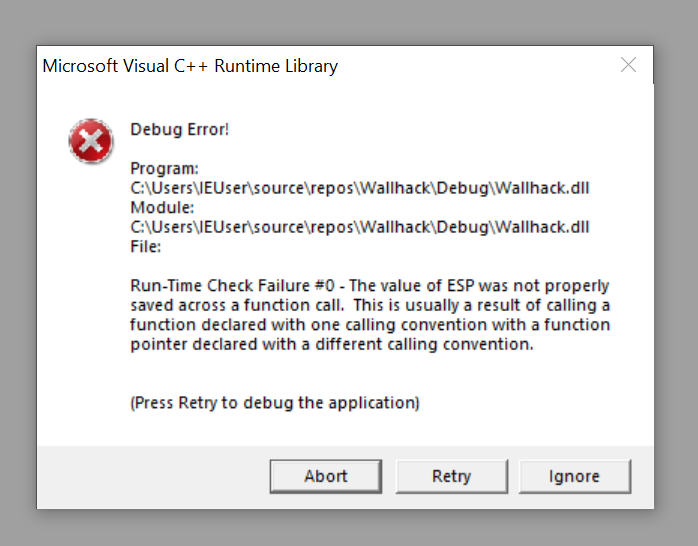 Microsoft Visual C++ Runtime Library
Debug Error!
Program:
C:\Users\IEUser\source\repos\Wallhack\Debug\Wallhack.dll
Module:
C:\Users\IEUser\source\repos\Wallhack\Debug\Wallhack.dll
File:
Run-Time Check Failure #0 - The value of ESP was not properly
saved across a function call.  This is usually a result of calling a
function declared with one calling convention with a function
pointer declared with a different calling convention.
(Press Retry to debug the application)
Abort Retry Ignore